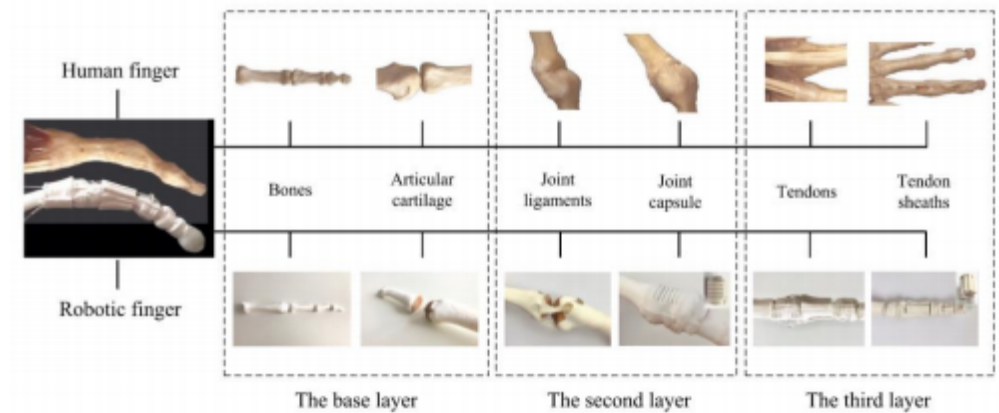 Human finger
Bones
Articular
cartilage
Joint
ligaments
Joint
capsule
Tendons
Tendon
sheaths
Robotic finger
The base layer
The second layer
The third layer